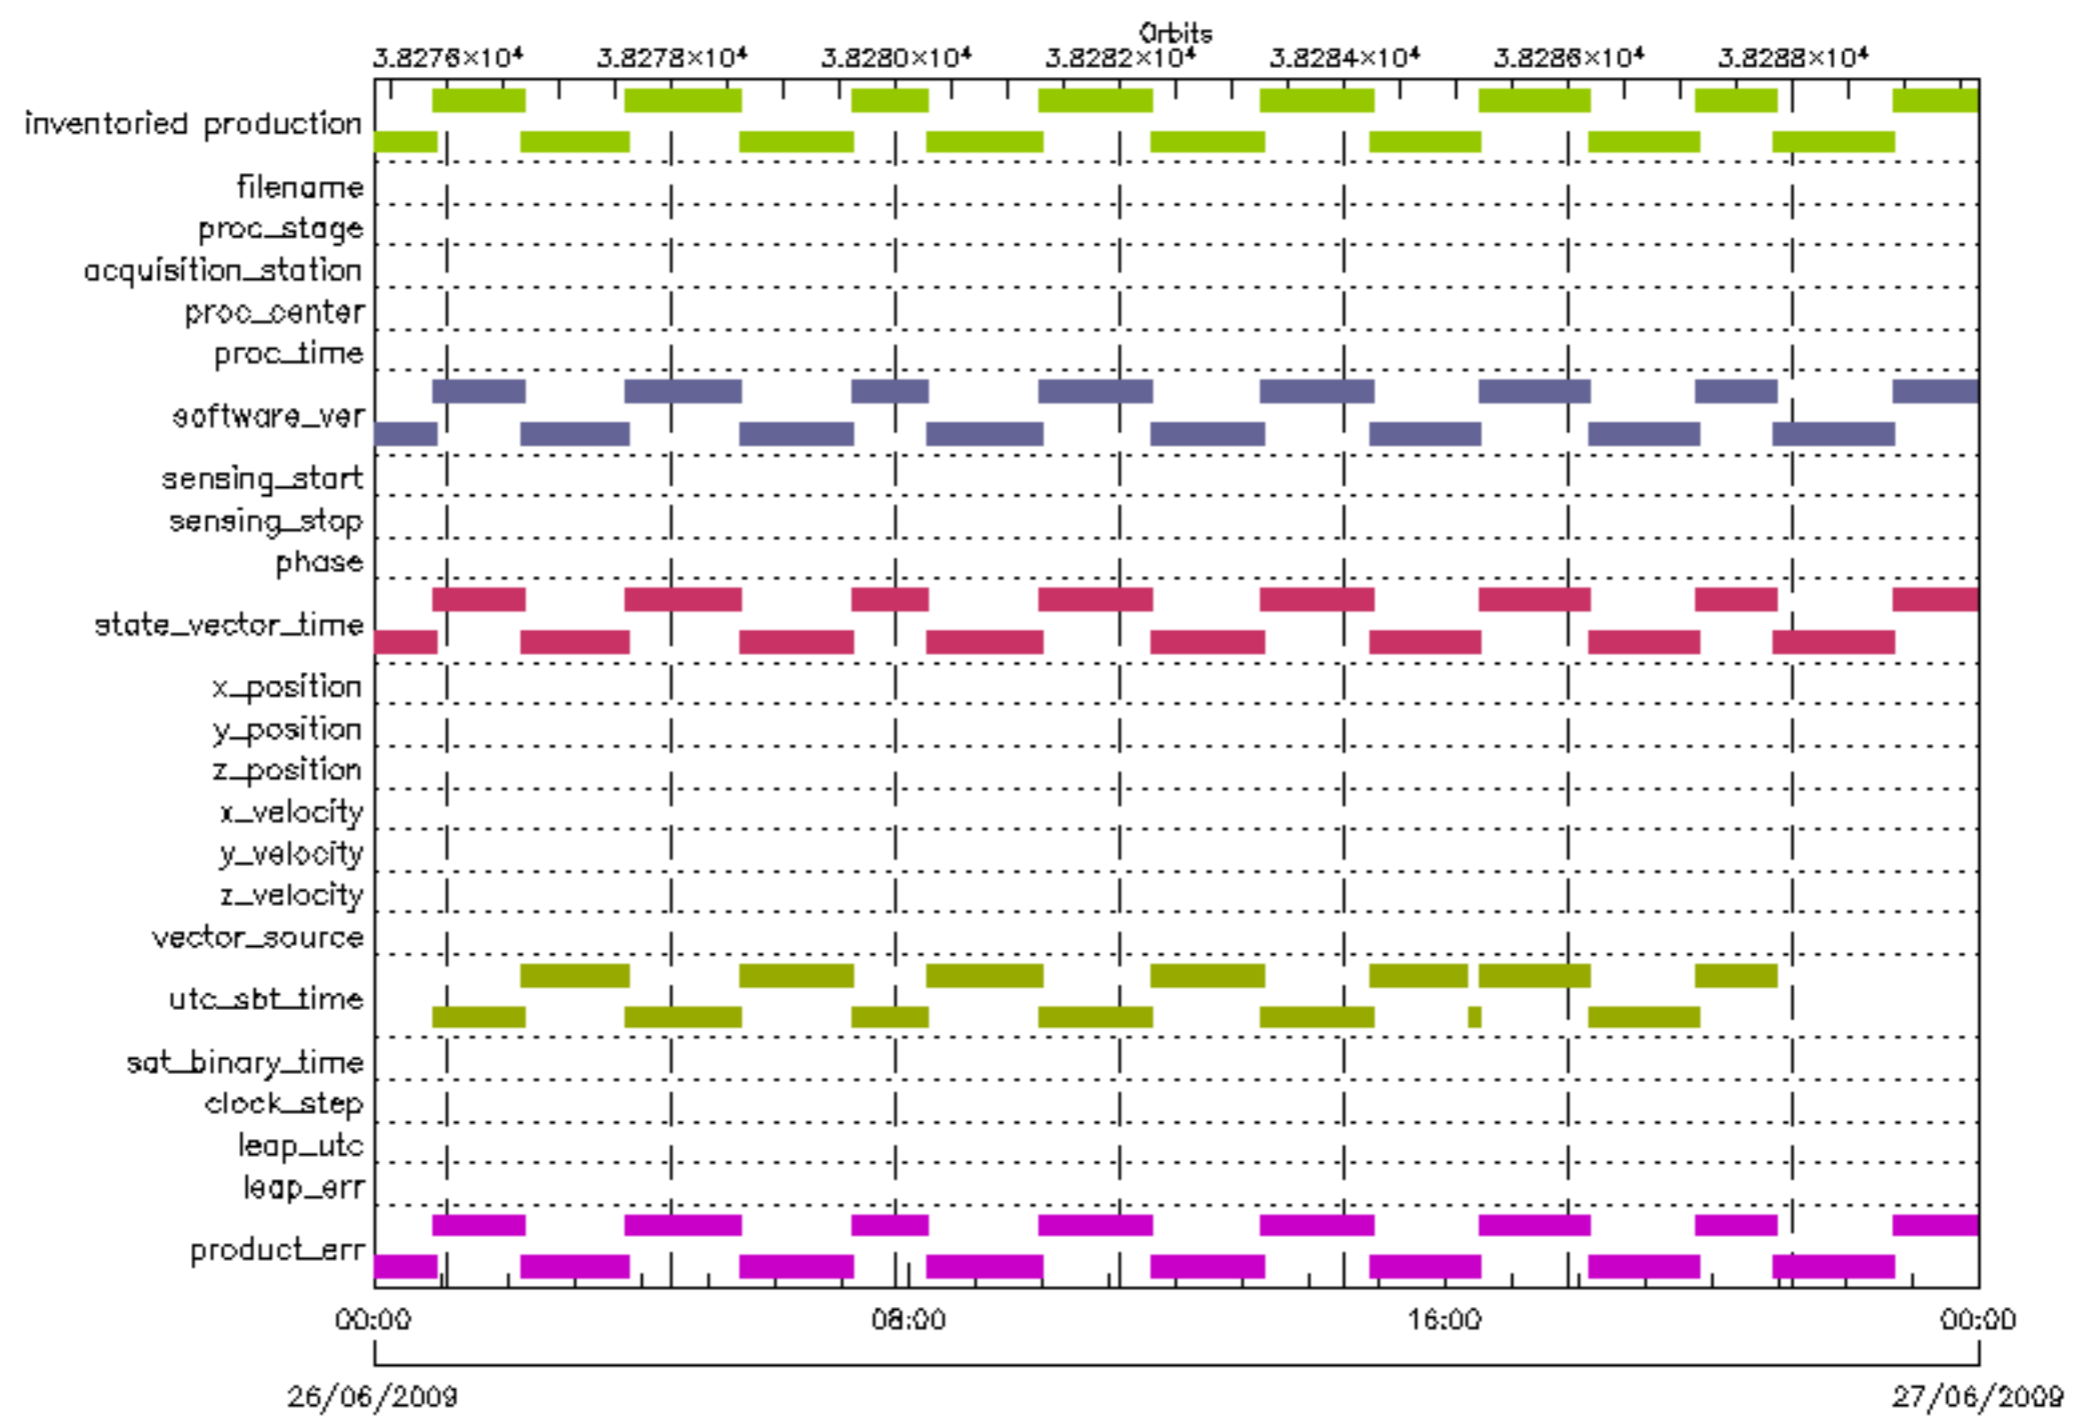 Orbits
3.8276×10⁴ 3.8278×10⁴ 3.8280×10⁴ 3.8282×10⁴ 3.8284×10⁴ 3.8286×10⁴ 3.8288×10⁴
inventoried production
filename
proc_stage
acquisition_station
proc_center
proc_time
software_ver
sensing_start
sensing_stop
phase
state_vector_time
x_position
y_position
z_position
x_velocity
y_velocity
z_velocity
vector_source
utc_sbt_time
sat_binary_time
clock_step
leap_utc
leap_err
product_err
00:00 08:00 16:00 00:00
26/06/2009 27/06/2009